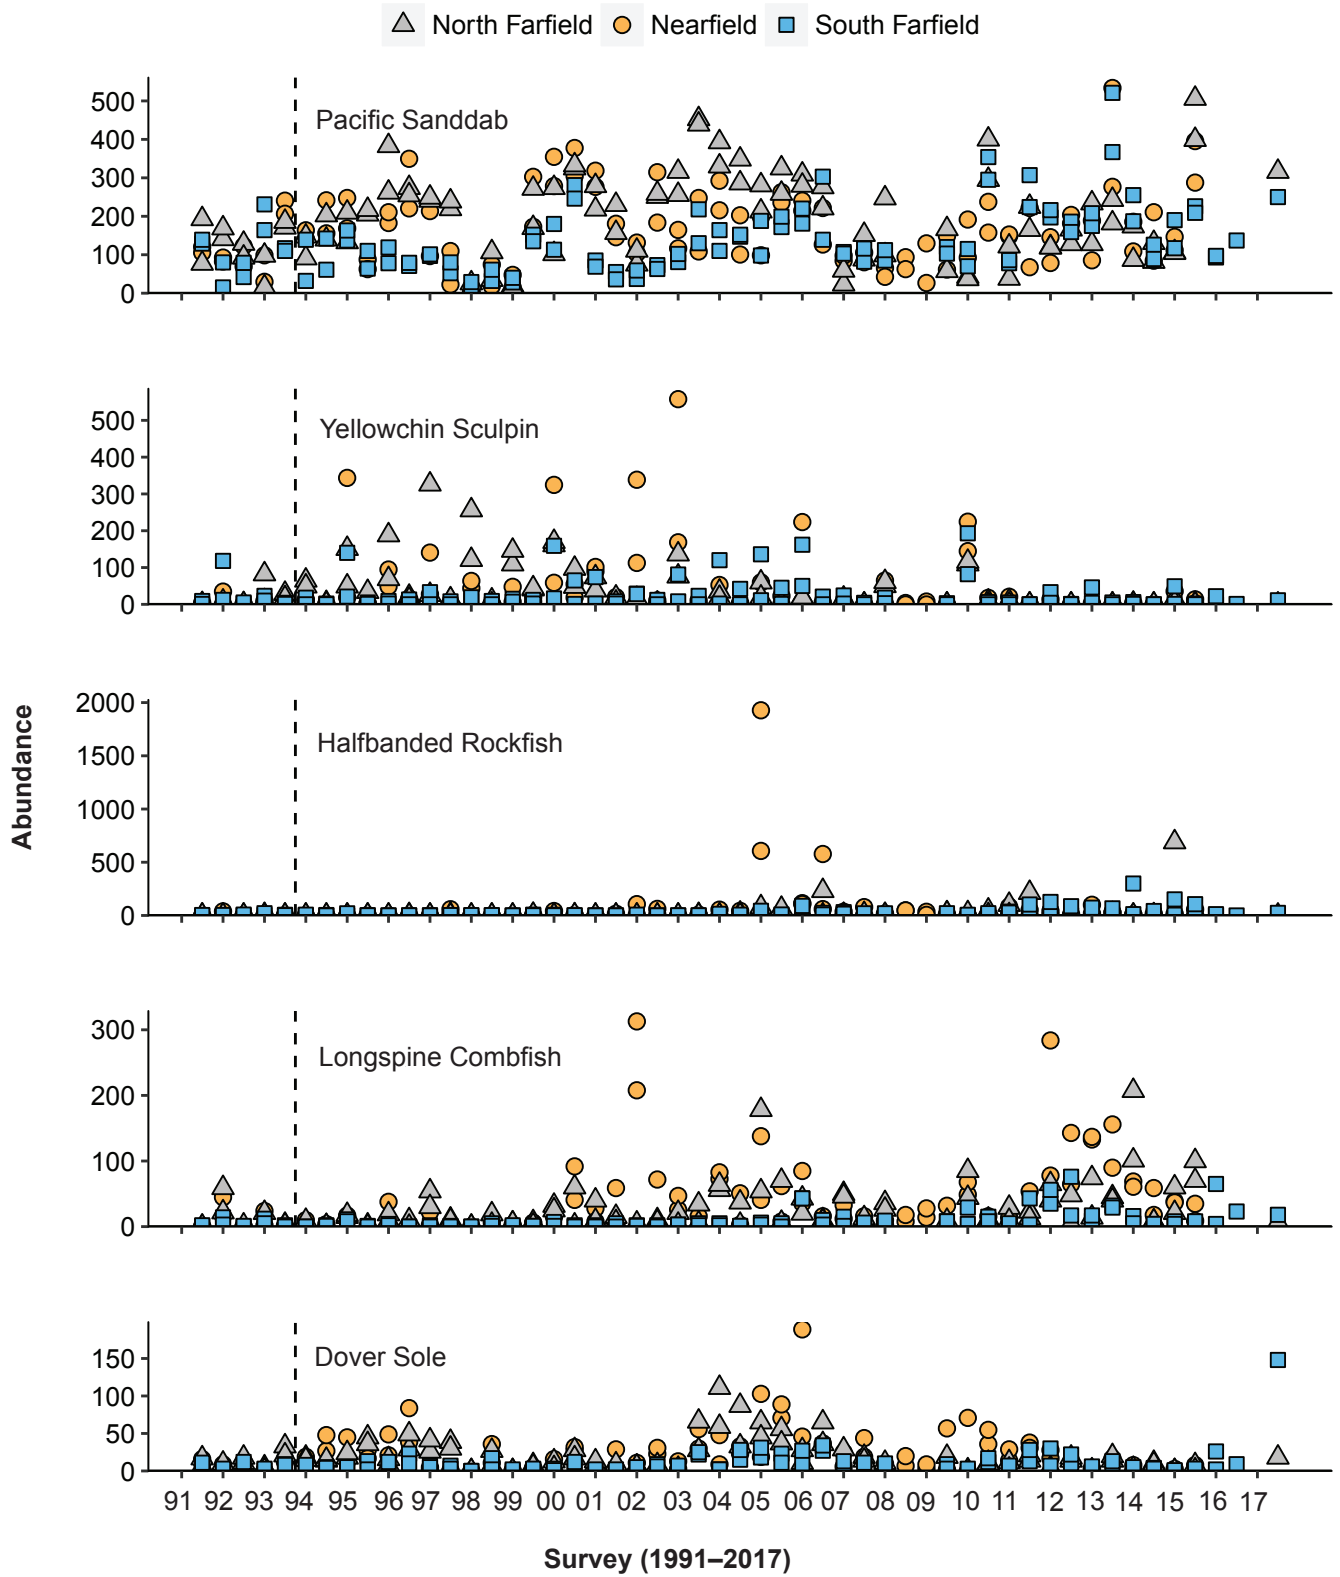 North Farfield Nearfield South Farfield
Pacific Sanddab
500
400
300
200
100
0
Yellowchin Sculpin
500
400
300
200
100
0
Halfbanded Rockfish
2000
1500
1000
500
0
Longspine Combfish
300
200
100
0
Dover Sole
150
100
50
0
Abundance
91 92 93 94 95 96 97 98 99 00 01 02 03 04 05 06 07 08 09 10 11 12 13 14 15 16 17
Survey (1991–2017)